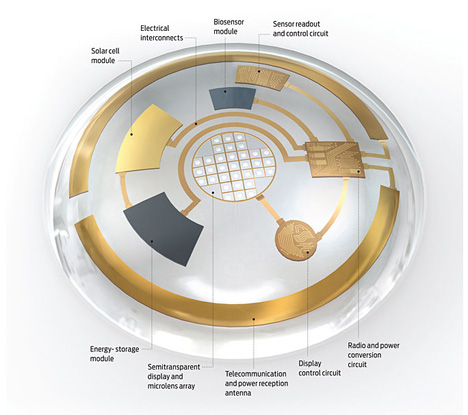 Electrical
interconnects
Biosensor
module
Sensor readout
and control circuit
Solar cell
module
Energy- storage
module
Semitransparent
display and
microlens array
Telecommunication
and power reception
antenna
Display
control circuit
Radio and power
conversion
circuit